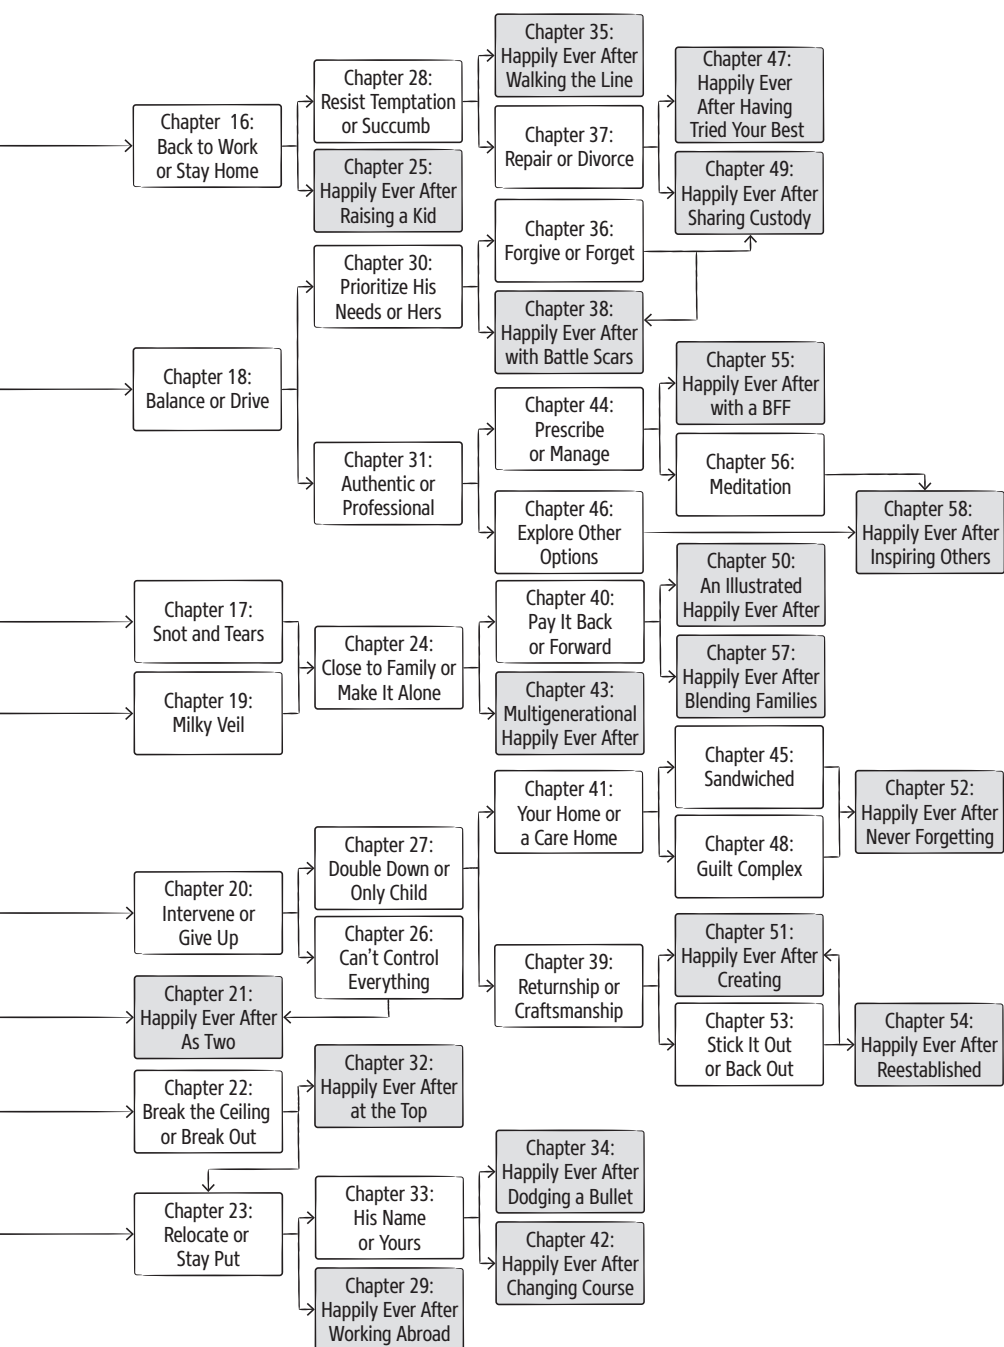 Chapter 35:
Happily Ever After
Walking the Line
Chapter 47:
Happily Ever
After Having
Tried Your Best
Chapter 28:
Resist Temptation
or Succumb
Chapter 16:
Back to Work
or Stay Home
Chapter 37:
Repair or Divorce
Chapter 25:
Happily Ever After
Raising a Kid
Chapter 49:
Happily Ever After
Sharing Custody
Chapter 36:
Forgive or Forget
Chapter 30:
Prioritize His
Needs or Hers
Chapter 38:
Happily Ever After
with Battle Scars
Chapter 18:
Balance or Drive
Chapter 55:
Happily Ever After
with a BFF
Chapter 44:
Prescribe
or Manage
Chapter 31:
Authentic or
Professional
Chapter 56:
Meditation
Chapter 46:
Explore Other
Options
Chapter 58:
Happily Ever After
Inspiring Others
Chapter 50:
An Illustrated
Happily Ever After
Chapter 17:
Snot and Tears
Chapter 40:
Pay It Back
or Forward
Chapter 24:
Close to Family or
Make It Alone
Chapter 57:
Happily Ever After
Blending Families
Chapter 19:
Milky Veil
Chapter 43:
Multigenerational
Happily Ever After
Chapter 45:
Sandwiched
Chapter 41:
Your Home or
a Care Home
Chapter 52:
Happily Ever After
Never Forgetting
Chapter 27:
Double Down or
Only Child
Chapter 48:
Guilt Complex
Chapter 20:
Intervene or
Give Up
Chapter 26:
Can't Control
Everything
Chapter 51:
Happily Ever After
Creating
Chapter 39:
Returnship or
Craftsmanship
Chapter 21:
Happily Ever After
As Two
Chapter 53:
Stick It Out
or Back Out
Chapter 54:
Happily Ever After
Reestablished
Chapter 32:
Happily Ever After
at the Top
Chapter 22:
Break the Ceiling
or Break Out
Chapter 34:
Happily Ever After
Dodging a Bullet
Chapter 33:
His Name
or Yours
Chapter 23:
Relocate or
Stay Put
Chapter 42:
Happily Ever After
Changing Course
Chapter 29:
Happily Ever After
Working Abroad